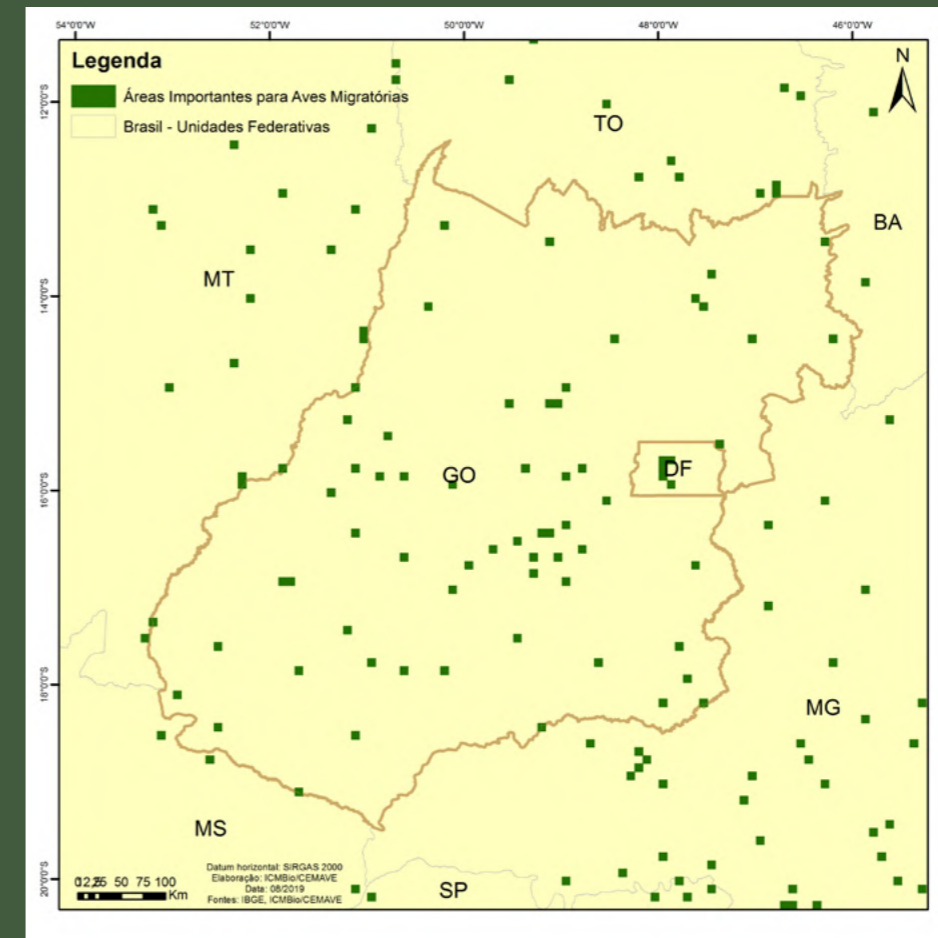 54°0'0"W 52°0'0"W 50°0'0"W 48°0'0"W 46°0'0"W
Legenda
Áreas Importantes para Aves Migratórias
Brasil - Unidades Federativas
N
12°0'0"S
TO
BA
MT
14°0'0"S
GO
DF
16°0'0"S
18°0'0"S
MG
MS
Datum horizontal: SIRGAS 2000
Elaboração: ICMBio/CEMAVE
Data: 08/2019
Fontes: IBGE, ICMBio/CEMAVE
50 75 100
Km
20°0'0"S
SP